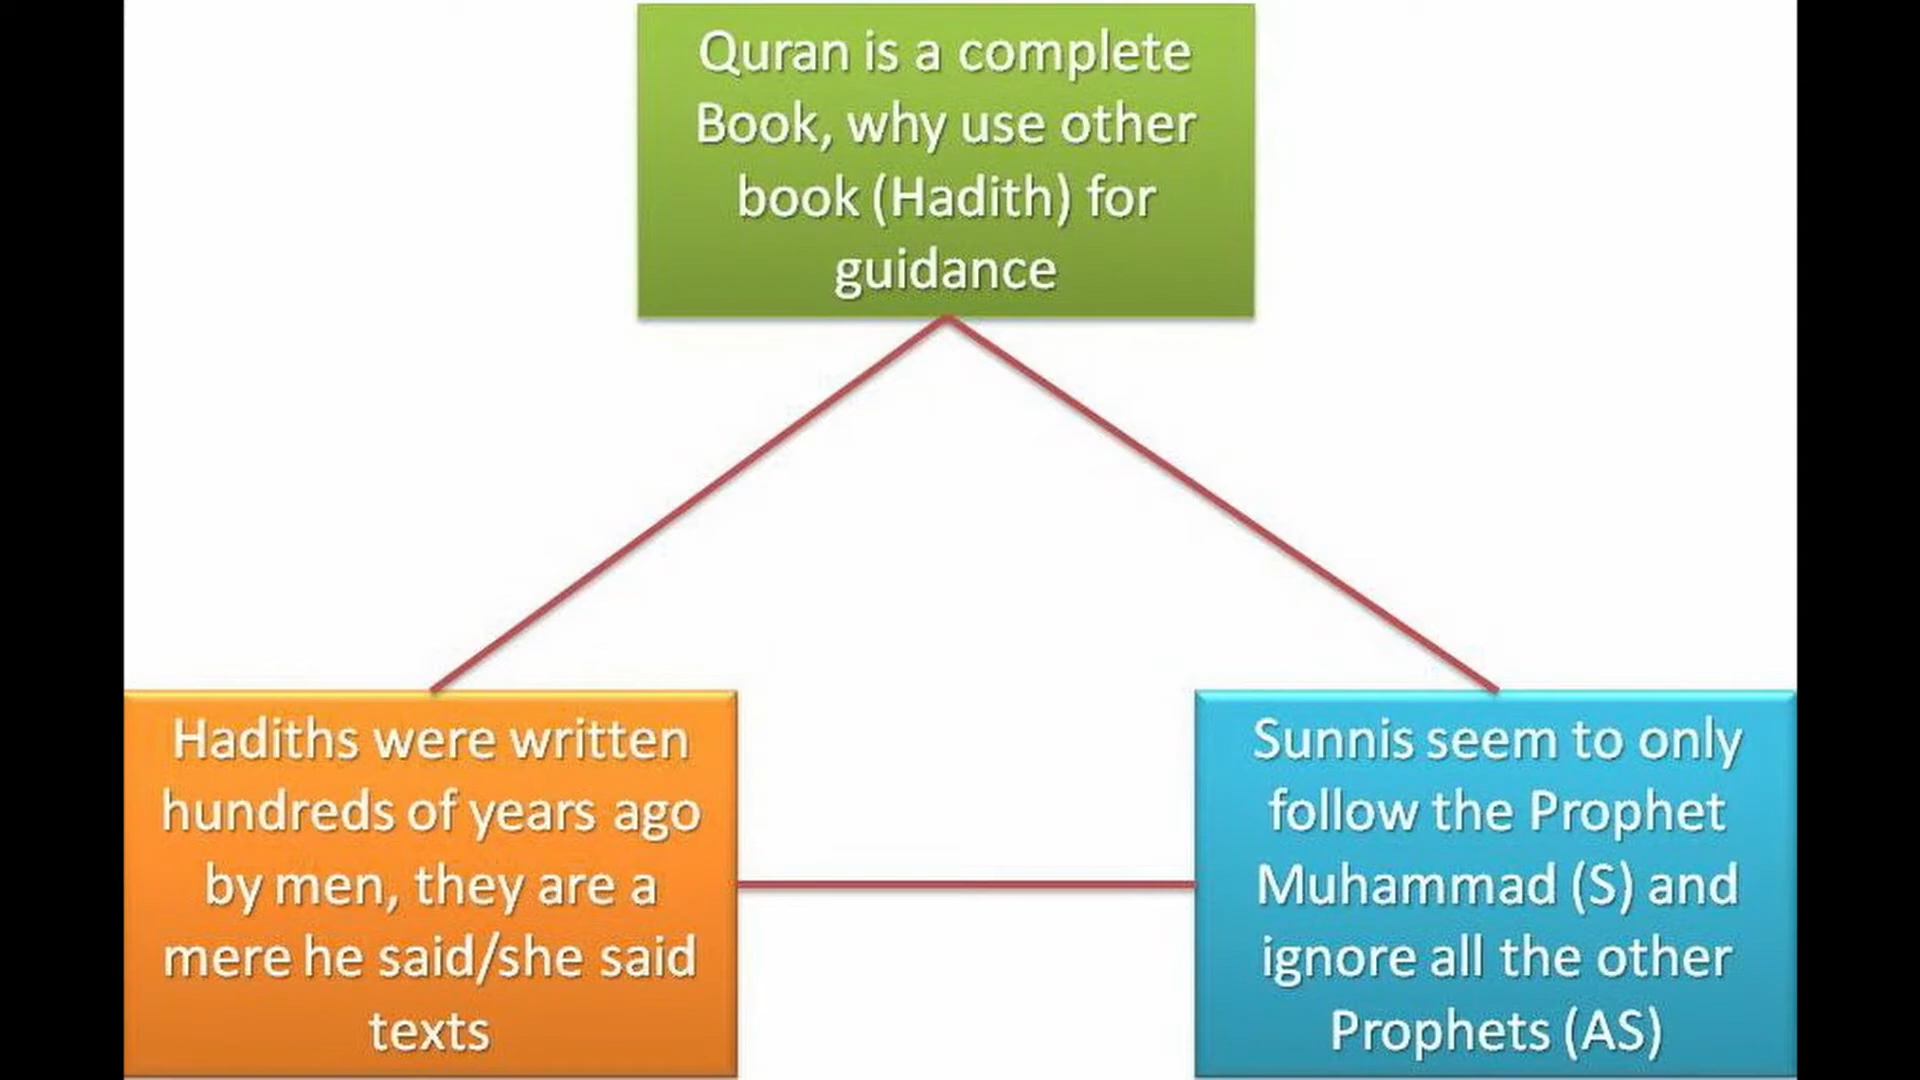 Quran is a complete
Book, why use other
book (Hadith) for
guidance
Hadiths were written
hundreds of years ago
by men, they are a
mere he said/she said
texts
Sunnis seem to only
follow the Prophet
Muhammad (S) and
ignore all the other
Prophets (AS)